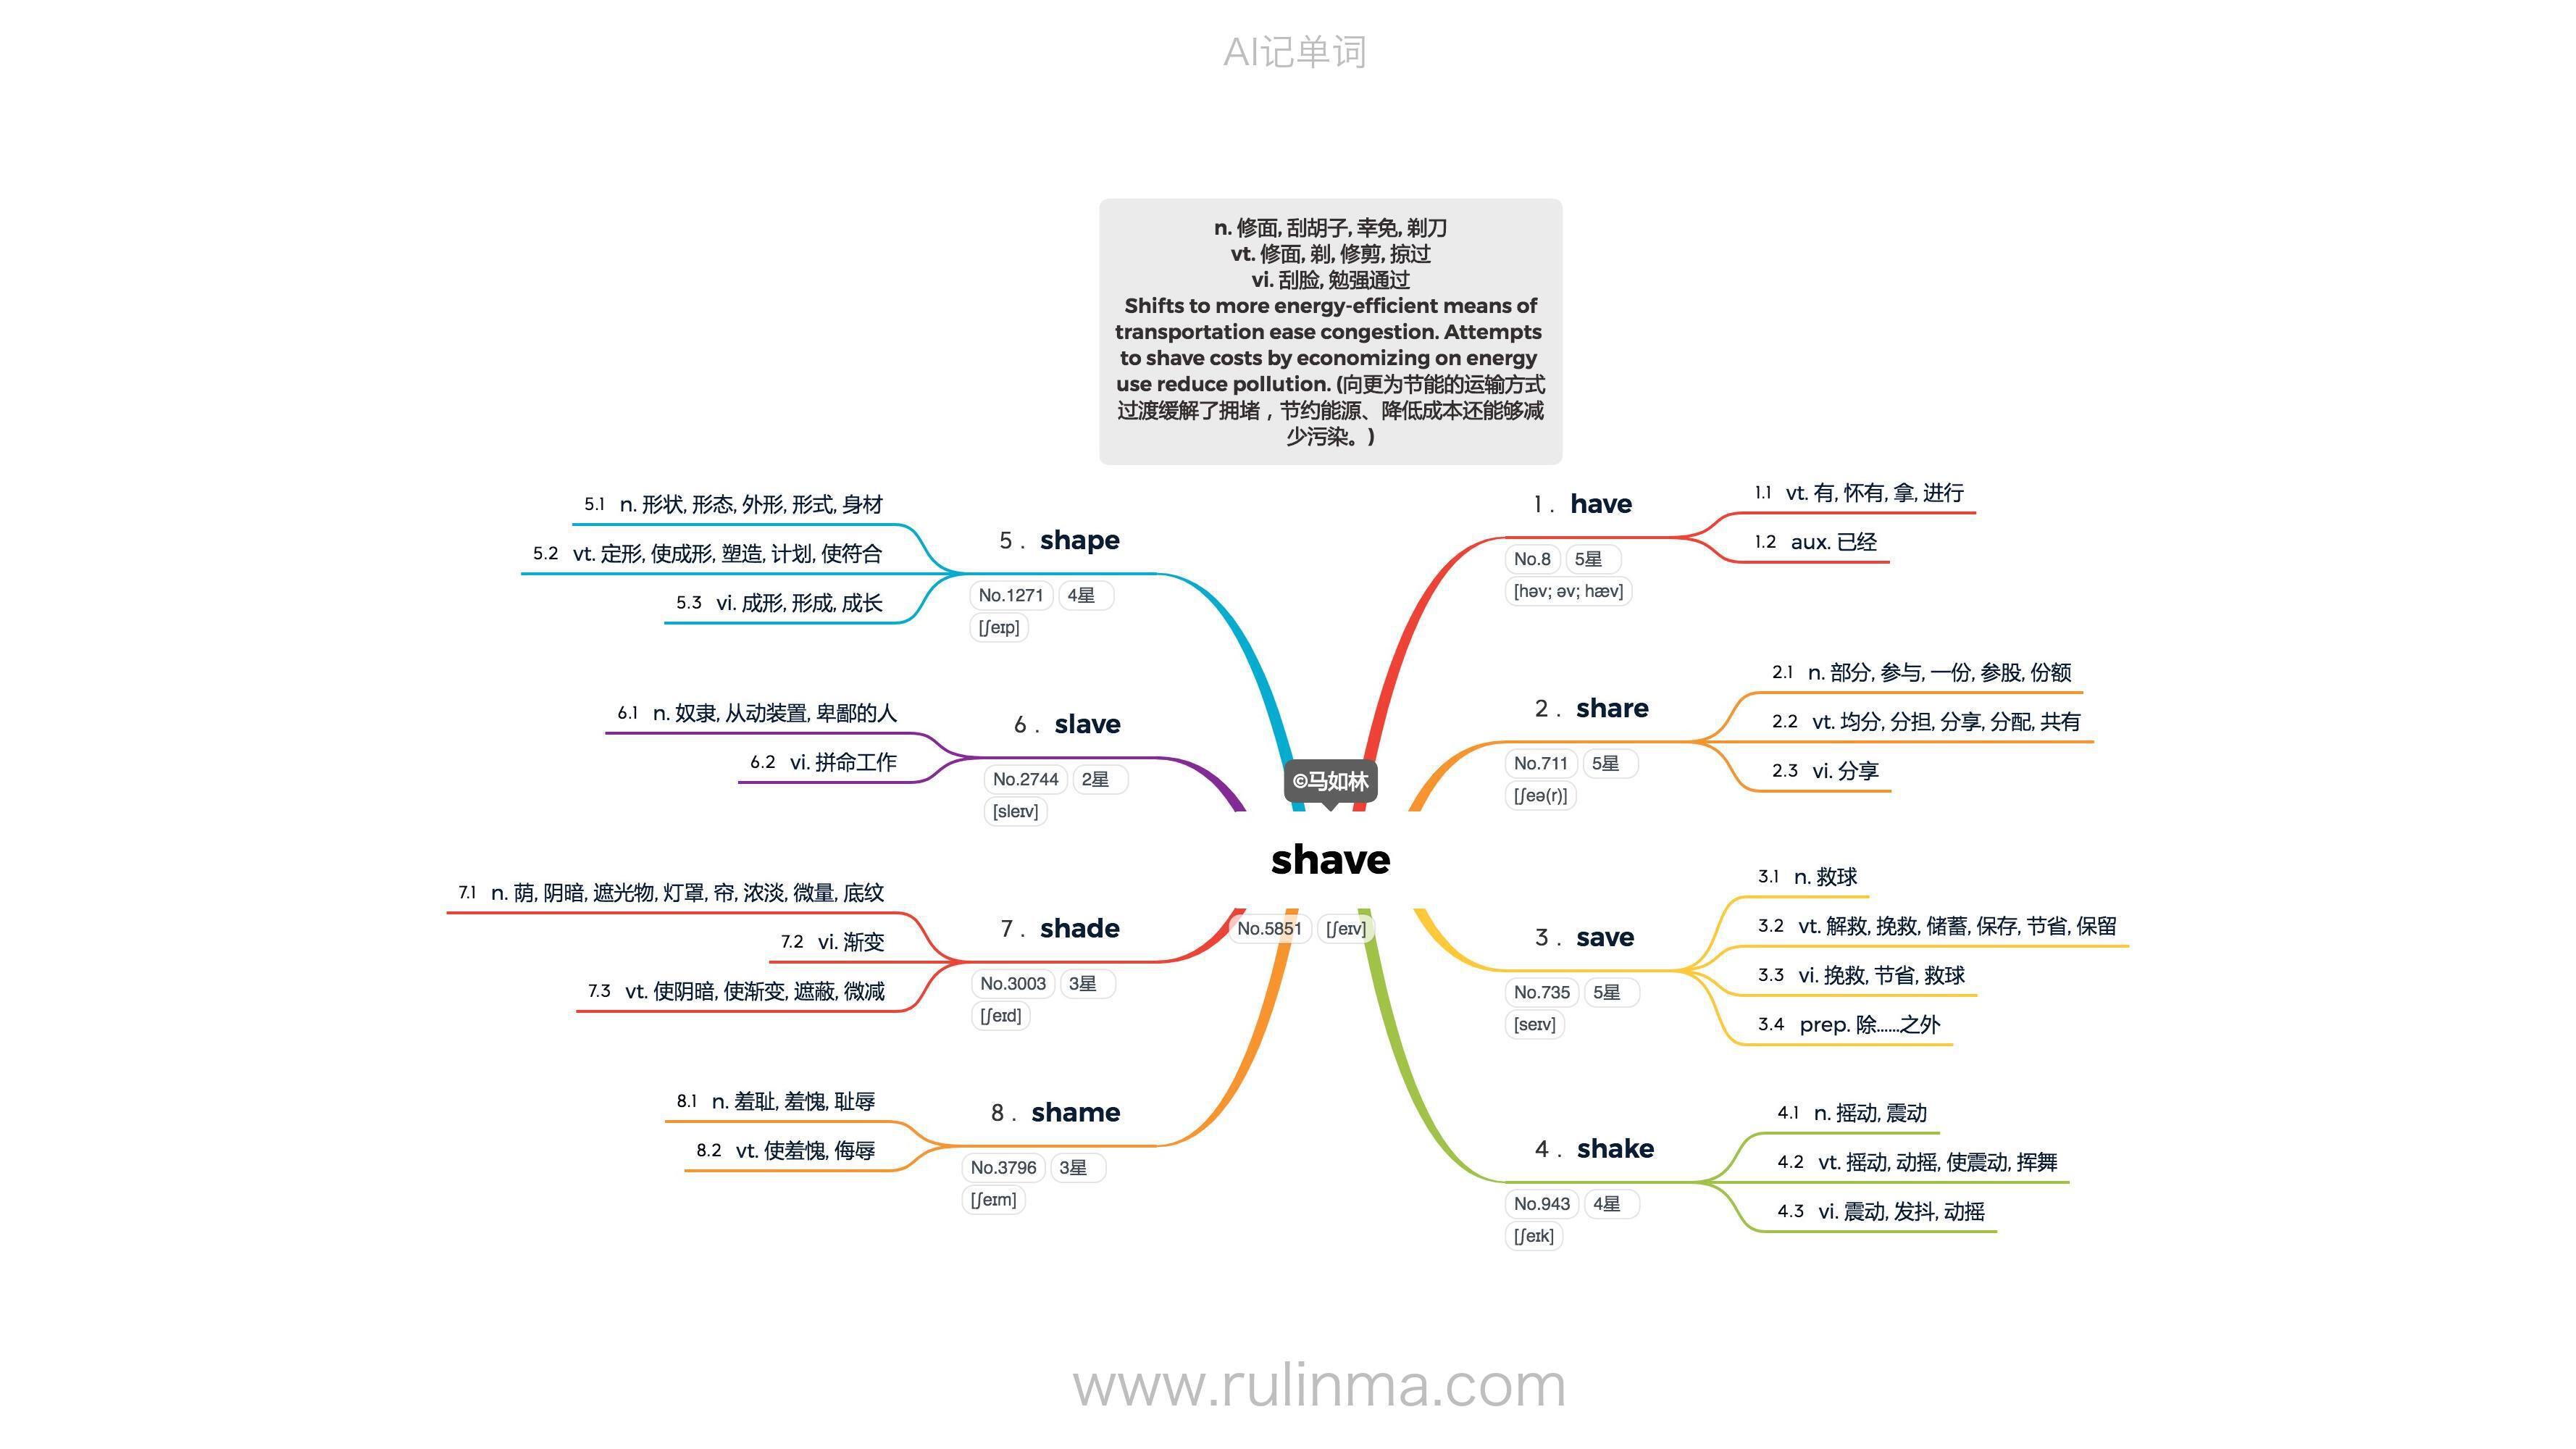 AI记单词
n. 修面, 刮胡子, 幸免, 剃刀
vt. 修面, 剃, 修剪, 掠过
vi. 刮脸, 勉强通过
Shifts to more energy-efficient means of
transportation ease congestion. Attempts
to shave costs by economizing on energy
use reduce pollution. (向更为节能的运输方式
过渡缓解了拥堵，节约能源、降低成本还能够减
少污染。)
©马如林
shave
No.5851 [ʃeɪv]
1. have
No.8 5星
[həv; əv; hæv]
1.1 vt. 有, 怀有, 拿, 进行
1.2 aux. 已经
2. share
No.711 5星
[ʃeə(r)]
2.1 n. 部分, 参与, 一份, 参股, 份额
2.2 vt. 均分, 分担, 分享, 分配, 共有
2.3 vi. 分享
3. save
No.735 5星
[seɪv]
3.1 n. 救球
3.2 vt. 解救, 挽救, 储蓄, 保存, 节省, 保留
3.3 vi. 挽救, 节省, 救球
3.4 prep. 除……之外
4. shake
No.943 4星
[ʃeɪk]
4.1 n. 摇动, 震动
4.2 vt. 摇动, 动摇, 使震动, 挥舞
4.3 vi. 震动, 发抖, 动摇
5. shape
No.1271 4星
[ʃeɪp]
5.1 n. 形状, 形态, 外形, 形式, 身材
5.2 vt. 定形, 使成形, 塑造, 计划, 使符合
5.3 vi. 成形, 形成, 成长
6. slave
No.2744 2星
[sleɪv]
6.1 n. 奴隶, 从动装置, 卑鄙的人
6.2 vi. 拼命工作
7. shade
No.3003 3星
[ʃeɪd]
7.1 n. 荫, 阴暗, 遮光物, 灯罩, 帘, 浓淡, 微量, 底纹
7.2 vi. 渐变
7.3 vt. 使阴暗, 使渐变, 遮蔽, 微减
8. shame
No.3796 3星
[ʃeɪm]
8.1 n. 羞耻, 羞愧, 耻辱
8.2 vt. 使羞愧, 侮辱
www.rulinma.com